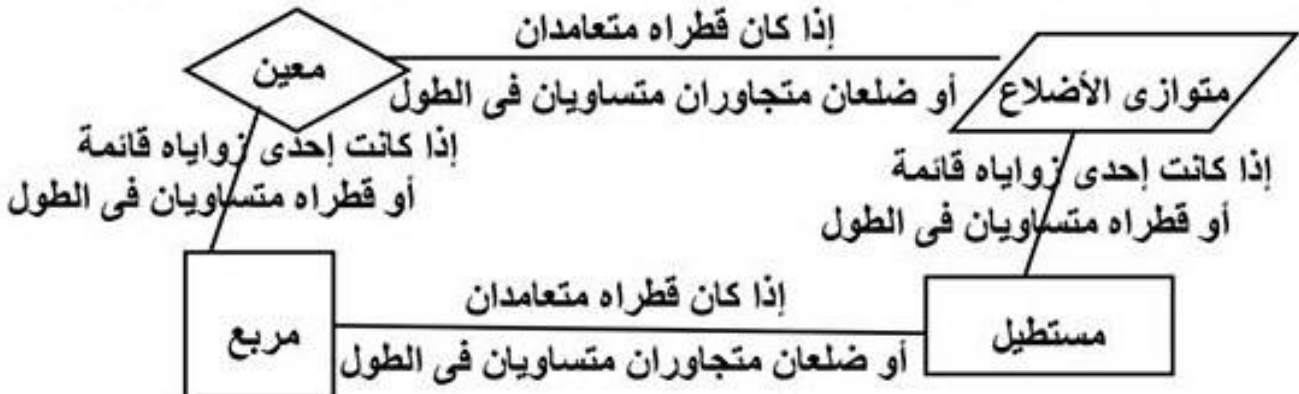 إذا كان قطراه متعامدان
متوازى الأضلاع
معين
أو ضلعان متجاوران متساويان فى الطول
إذا كانت إحدى زواياه قائمة
أو قطراه متساويان فى الطول
إذا كانت إحدى زواياه قائمة
أو قطراه متساويان فى الطول
إذا كان قطراه متعامدان
مستطيل
مربع
أو ضلعان متجاوران متساويان فى الطول